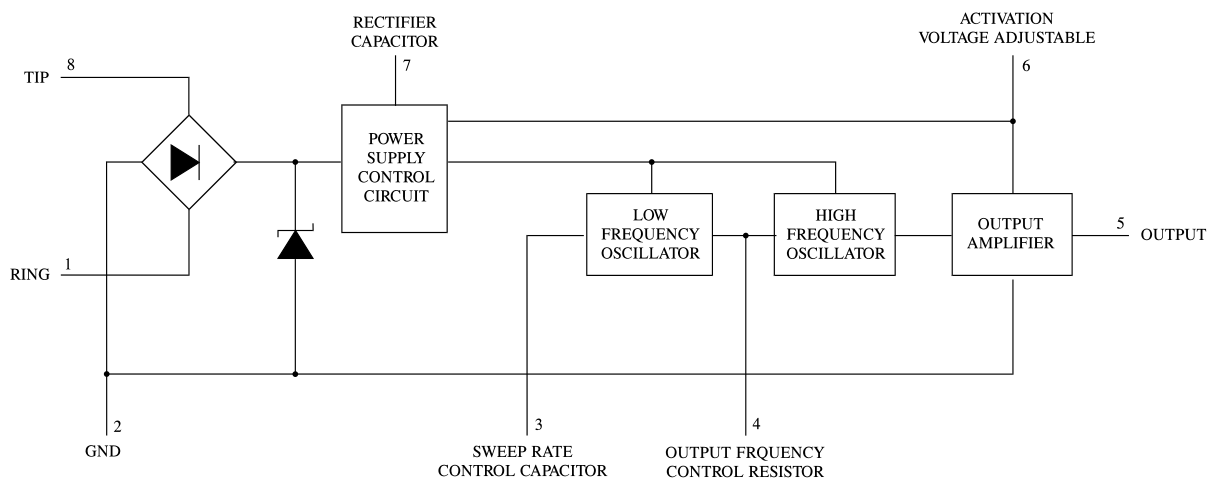 RECTIFIER
CAPACITOR
7
ACTIVATION
VOLTAGE ADJUSTABLE
6
TIP
8
POWER
SUPPLY
CONTROL
CIRCUIT
LOW
FREQUENCY
OSCILLATOR
HIGH
FREQUENCY
OSCILLATOR
OUTPUT
AMPLIFIER
5
OUTPUT
RING
1
2
GND
3
SWEEP RATE
CONTROL CAPACITOR
4
OUTPUT FRQUENCY
CONTROL RESISTOR